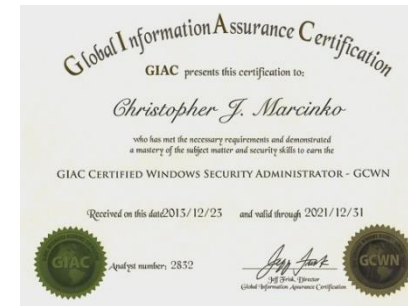 Global Information Assurance Certification
GIAC presents this certification to:
Christopher J. Marcinko
who has met the necessary requirements and demonstrated
a mastery of the subject matter and security skills to earn the
GIAC CERTIFIED WINDOWS SECURITY ADMINISTRATOR - GCWN
Received on this date2013/12/23 and valid through 2021/12/31
GIAC
Analyst number: 2832
Jeff Frisk, Director
Global Information Assurance Certification
GCWN